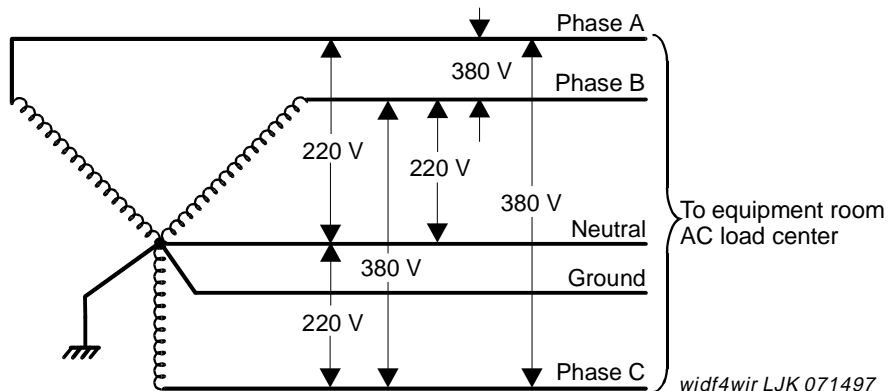 Phase A
380 V
Phase B
220 V
220 V
380 V
To equipment room
AC load center
Neutral
380 V
Ground
220 V
Phase C
widf4wir LJK 071497